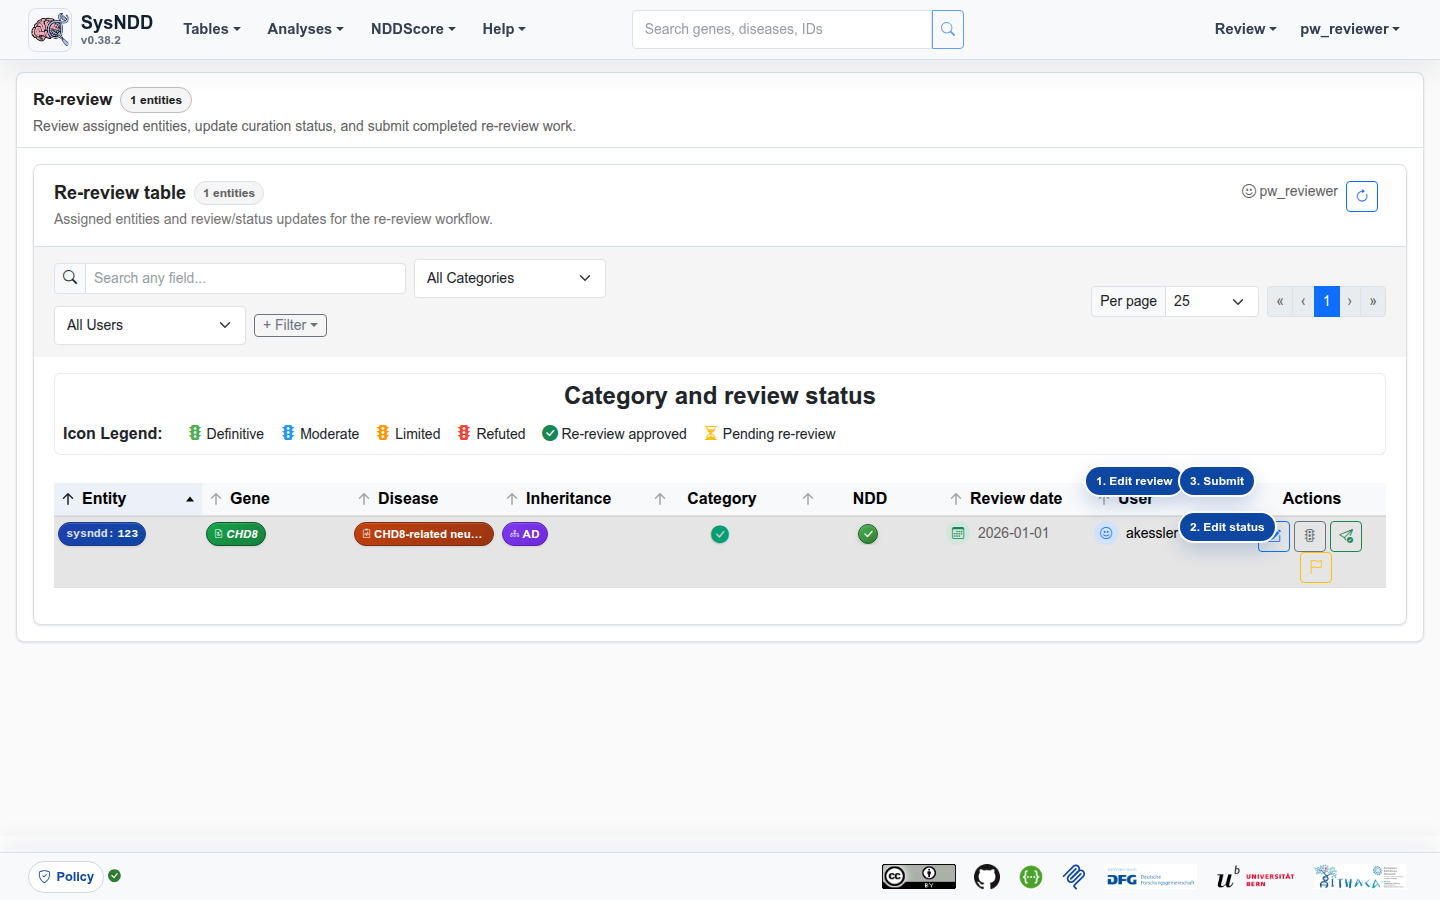 SysNDD
v0.38.2
Tables
Analyses
NDDScore
Help
Search genes, diseases, IDs
Review
pw_reviewer
Re-review
1 entities
Review assigned entities, update curation status, and submit completed re-review work.
Re-review table
1 entities
pw_reviewer
Assigned entities and review/status updates for the re-review workflow.
Search any field...
All Categories
Per page
25
«
‹
1
›
»
All Users
+ Filter
Category and review status
Icon Legend:
Definitive
Moderate
Limited
Refuted
Re-review approved
Pending re-review
1. Edit review
3. Submit
Entity
Gene
Disease
Inheritance
Category
NDD
Review date
User
Actions
2. Edit status
sysndd: 123
CHD8
CHD8-related neu...
AD
2026-01-01
akessler
Policy
CC
BY
DFG
Deutsche
Forschungsgemeinschaft
u b
UNIVERSITÄT
BERN
ITHACA